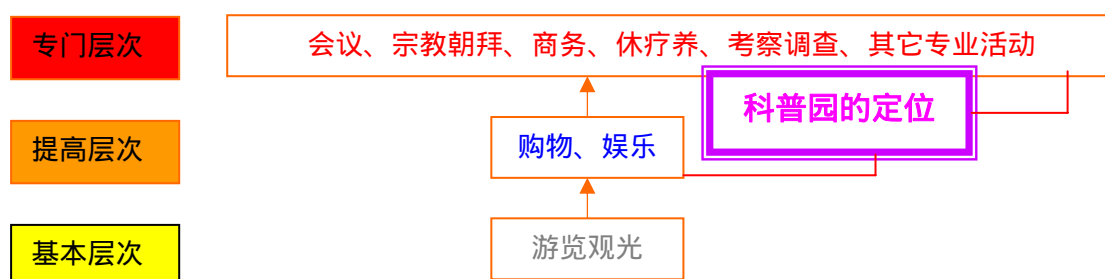 专门层次
会议、宗教朝拜、商务、休疗养、考察调查、其它专业活动
科普园的定位
提高层次
购物、娱乐
基本层次
游览观光